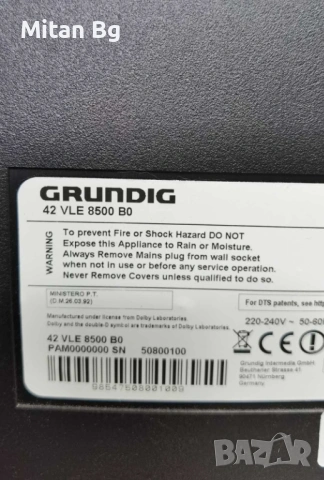 Mitan Bg
GRUNDIG
42 VLE 8500 B0
WARNING
To prevent Fire or Shock Hazard DO NOT
Expose this Appliance to Rain or Moisture.
Always Remove Mains plug from wall socket
when not in use or before any service operation.
Never Remove Covers unless qualified to do so.
MINISTERO P.T.
(D.M.26.03.92)
For DTS patents, see htt
Manufactured under license from Dolby Laboratories.
Dolby and the double-D symbol are trademarks of Dolby Laboratories.
220-240V ~ 50-60
42 VLE 8500 B0
PAM0000000 SN 50800100
CE
Grundig Intermedia GmbH
Beuthener Strasse 41
90471 Nürnberg
Germany
BAZAR